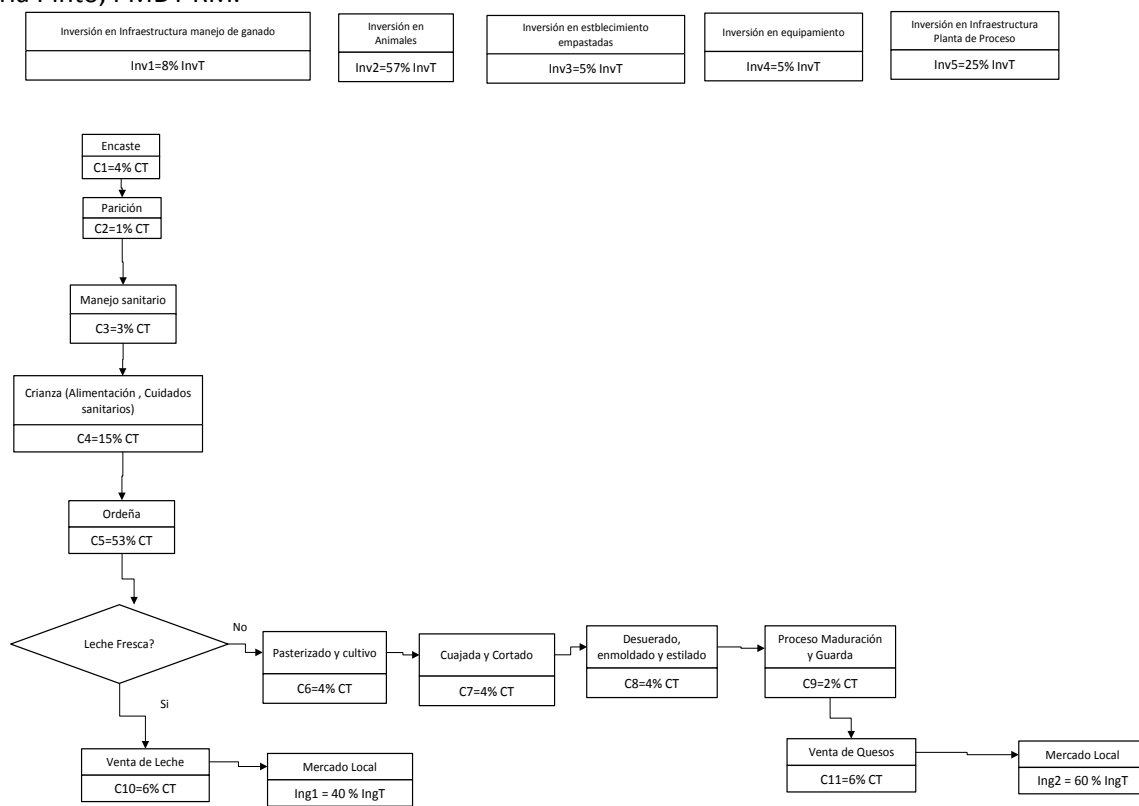 Inversión en Infraestructura manejo de ganado
Inv1=8% InvT
Inversión en
Animales
Inv2=57% InvT
Inversión en estblecimiento
empastadas
Inv3=5% InvT
Inversión en equipamiento
Inv4=5% InvT
Inversión en Infraestructura
Planta de Proceso
Inv5=25% InvT
Encaste
C1=4% CT
Parición
C2=1% CT
Manejo sanitario
C3=3% CT
Crianza (Alimentación , Cuidados
sanitarios)
C4=15% CT
Ordeña
C5=53% CT
Leche Fresca?
No
Si
Pasterizado y cultivo
C6=4% CT
Cuajada y Cortado
C7=4% CT
Desuerado,
enmoldado y estilado
C8=4% CT
Proceso Maduración
y Guarda
C9=2% CT
Venta de Leche
C10=6% CT
Mercado Local
Ing1 = 40 % IngT
Venta de Quesos
C11=6% CT
Mercado Local
Ing2 = 60 % IngT